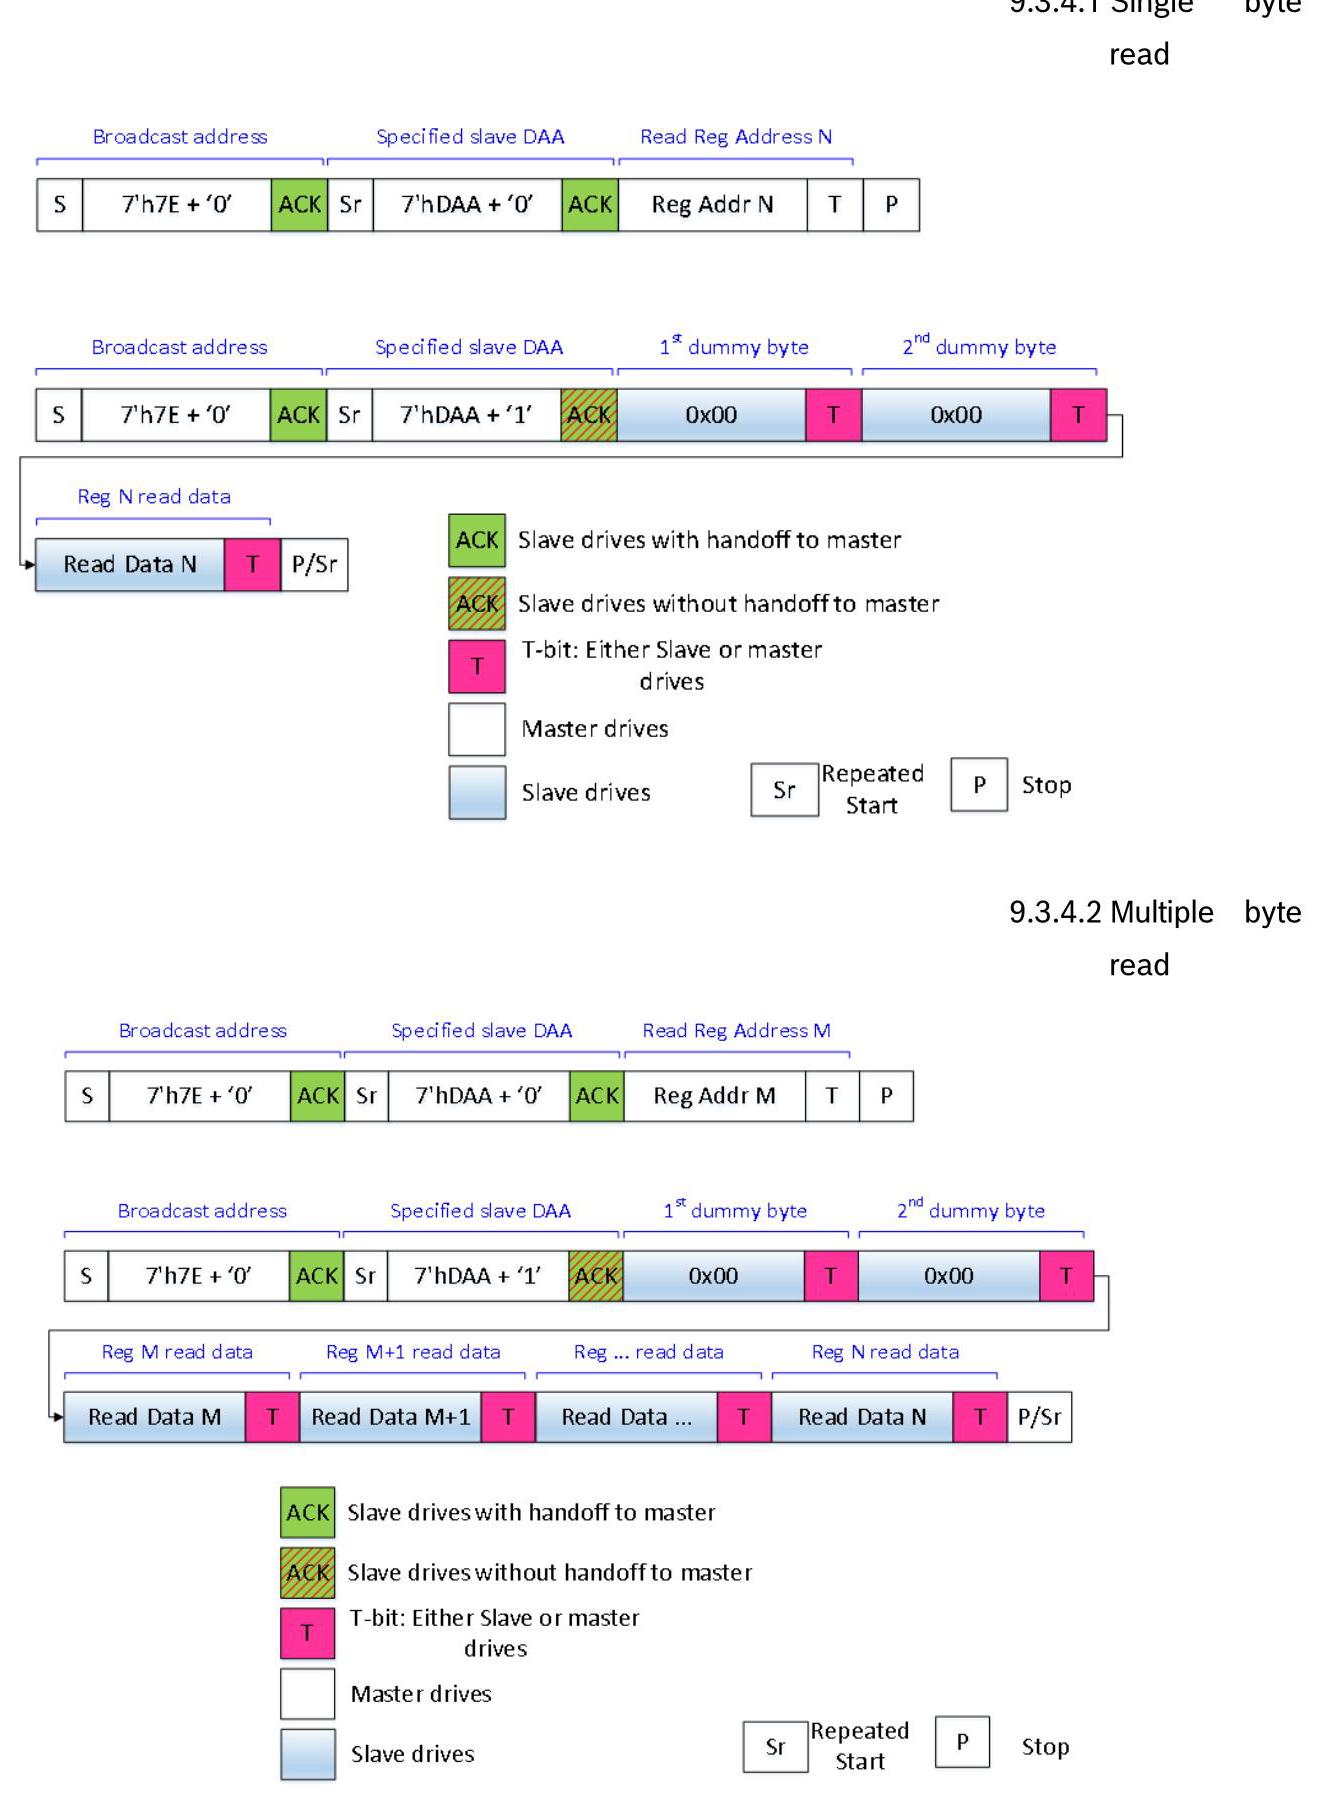 9.3.4.1 Single byte
read
Broadcast address Specified slave DAA Read Reg Address N
S 7'h7E + ‘0’ ACK Sr 7'hDAA + ‘0’ ACK Reg Addr N T P
Broadcast address Specified slave DAA 1st dummy byte 2nd dummy byte
S 7'h7E + ‘0’ ACK Sr 7'hDAA + ‘1’ ACK 0x00 T 0x00 T
Reg N read data
Read Data N T P/Sr
ACK Slave drives with handoff to master
ACK Slave drives without handoff to master
T T-bit: Either Slave or master
drives
Master drives
Slave drives
Sr Repeated
Start
P Stop
9.3.4.2 Multiple byte
read
Broadcast address Specified slave DAA Read Reg Address M
S 7'h7E + ‘0’ ACK Sr 7'hDAA + ‘0’ ACK Reg Addr M T P
Broadcast address Specified slave DAA 1st dummy byte 2nd dummy byte
S 7'h7E + ‘0’ ACK Sr 7'hDAA + ‘1’ ACK 0x00 T 0x00 T
Reg M read data Reg M+1 read data Reg ... read data Reg N read data
Read Data M T Read Data M+1 T Read Data ... T Read Data N T P/Sr
ACK Slave drives with handoff to master
ACK Slave drives without handoff to master
T T-bit: Either Slave or master
drives
Master drives
Slave drives
Sr Repeated
Start
P Stop